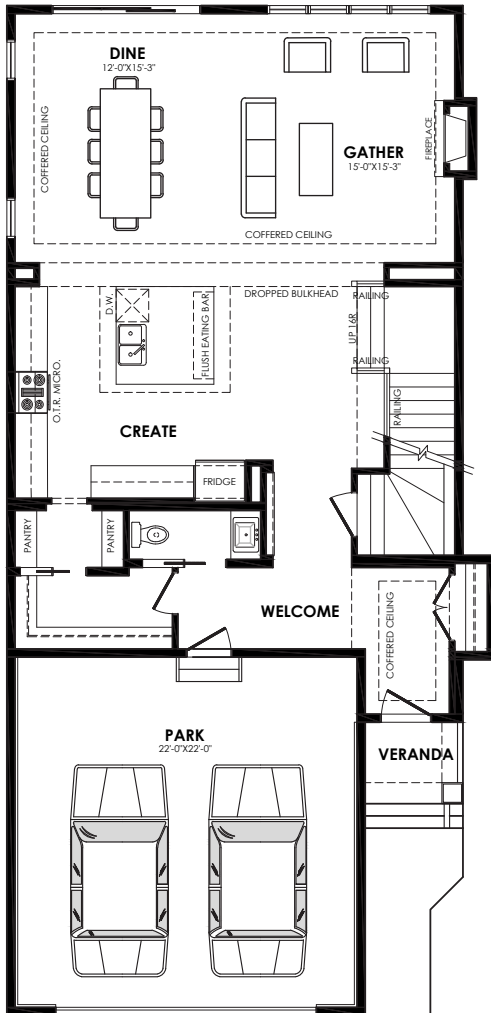 DINE
12'-0"X15'-3"
COFFERED CEILING
GATHER
15'-0"X15'-3"
FIREPLACE
COFFERED CEILING
DROPPED BULKHEAD
RAILING
UP 16R
RAILING
RAILING
D.W.
FLUSH EATING BAR
O.T.R. MICRO.
CREATE
FRIDGE
PANTRY
PANTRY
WELCOME
COFFERED CEILING
PARK
22'-0"X22'-0"
VERANDA